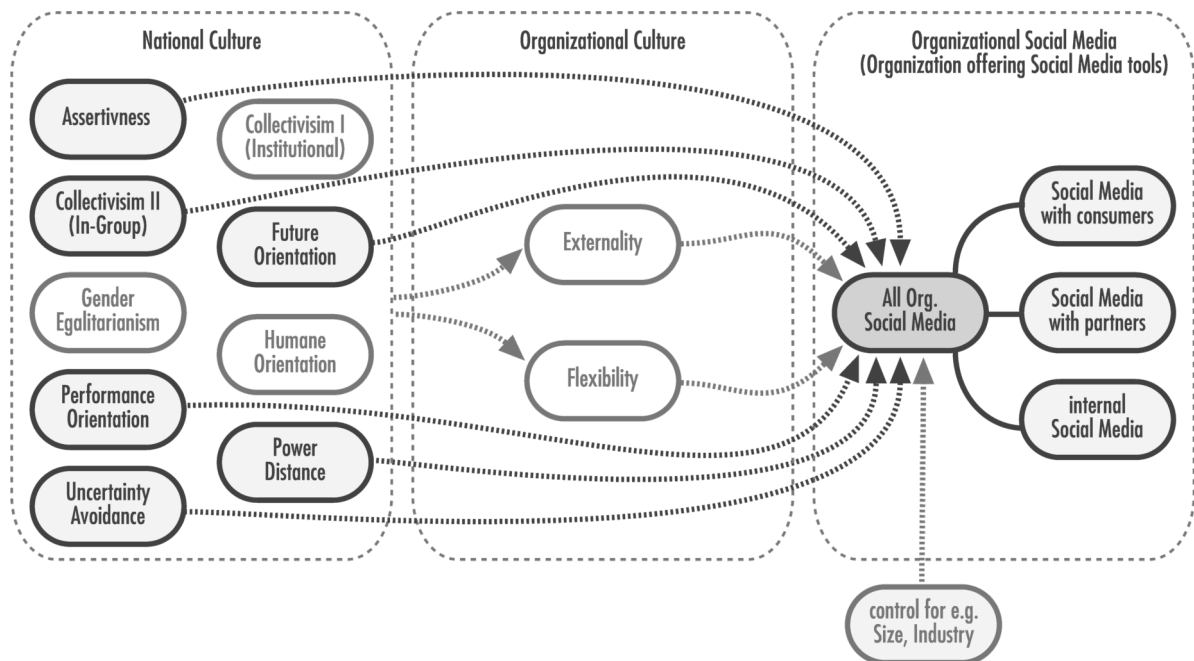 National Culture
Assertivness
Collectivisim I
(Institutional)
Collectivisim II
(In-Group)
Future
Orientation
Gender
Egalitarianism
Humane
Orientation
Performance
Orientation
Power
Distance
Uncertainty
Avoidance
Organizational Culture
Externality
Flexibility
Organizational Social Media
(Organization offering Social Media tools)
All Org.
Social Media
Social Media
with consumers
Social Media
with partners
internal
Social Media
control for e.g.
Size, Industry